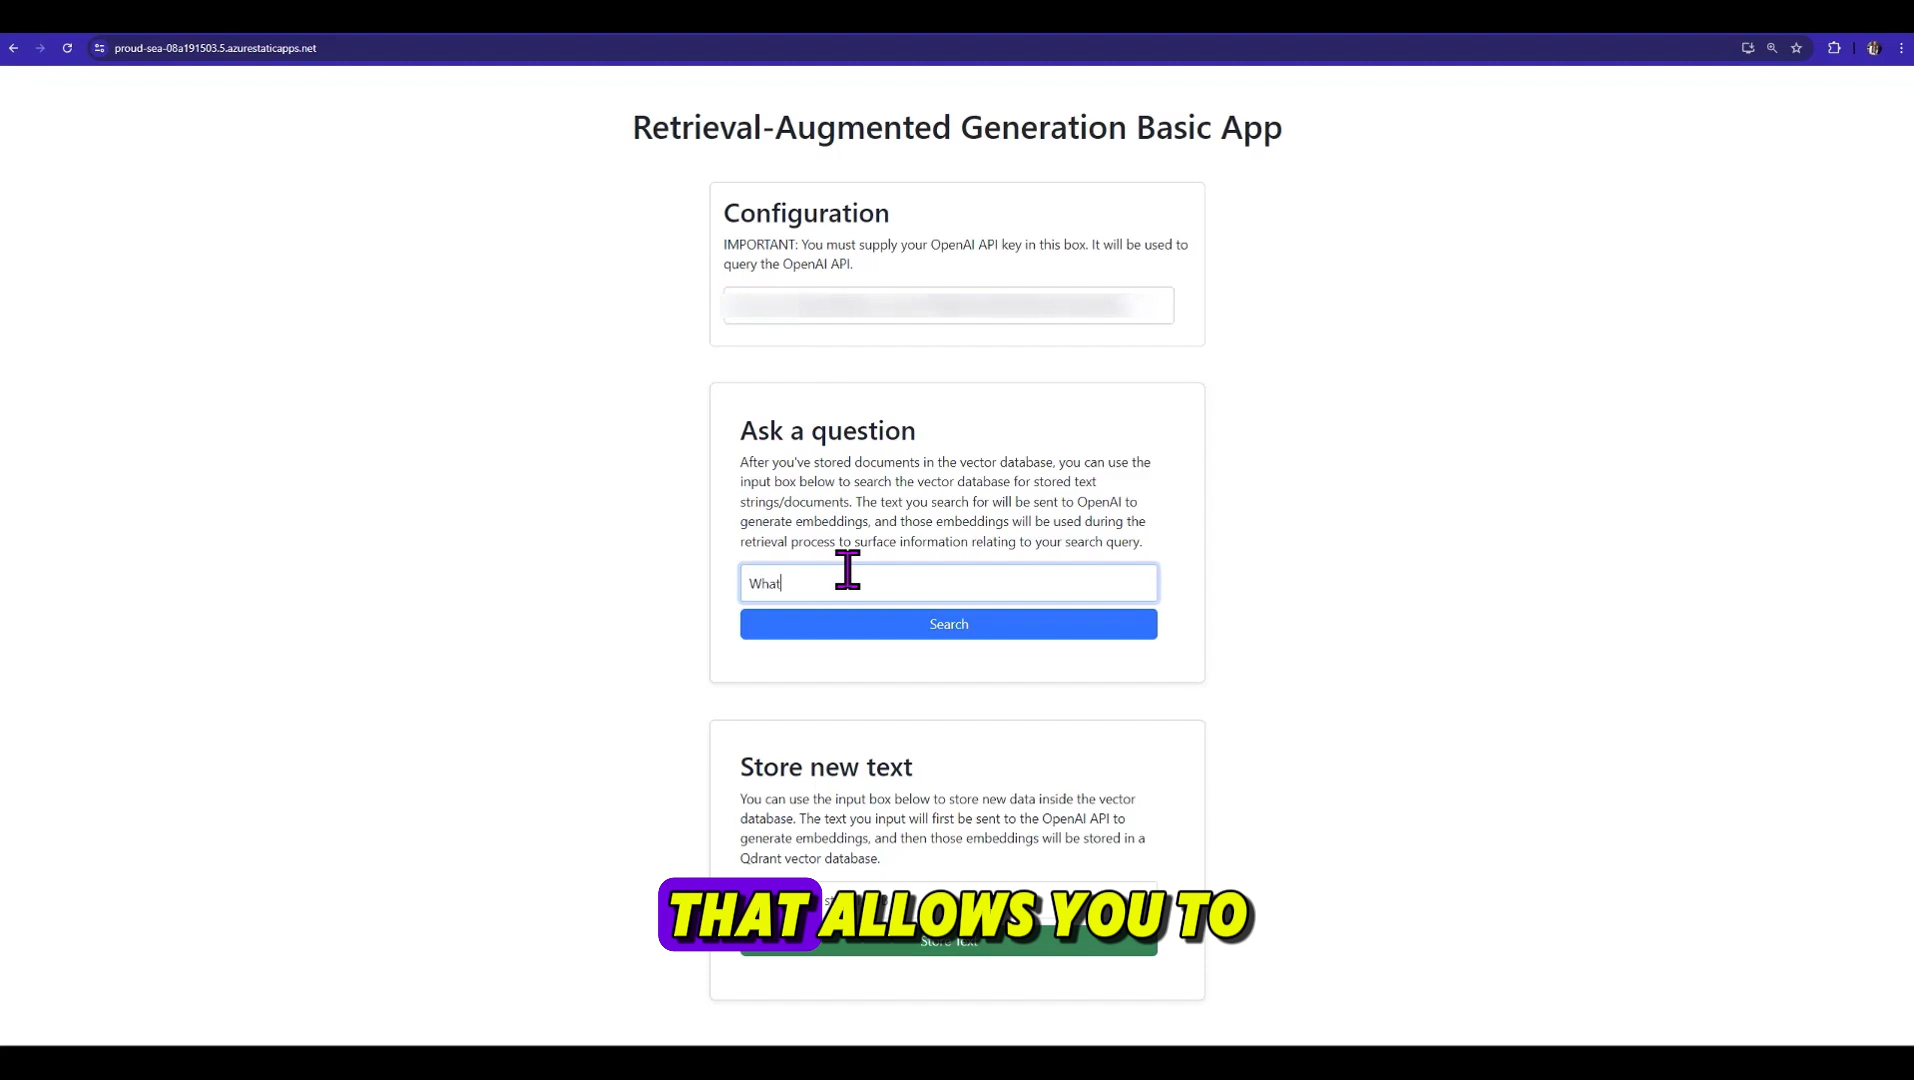 proud-sea-08a191503.5.azurestaticapps.net
Retrieval-Augmented Generation Basic App
Configuration
IMPORTANT: You must supply your OpenAI API key in this box. It will be used to
query the OpenAI API.
Ask a question
After you've stored documents in the vector database, you can use the
input box below to search the vector database for stored text
strings/documents. The text you search for will be sent to OpenAI to
generate embeddings, and those embeddings will be used during the
retrieval process to surface information relating to your search query.
What
Search
Store new text
You can use the input box below to store new data inside the vector
database. The text you input will first be sent to the OpenAI API to
generate embeddings, and then those embeddings will be stored in a
Qdrant vector database.
THAT ALLOWS YOU TO
Store Text